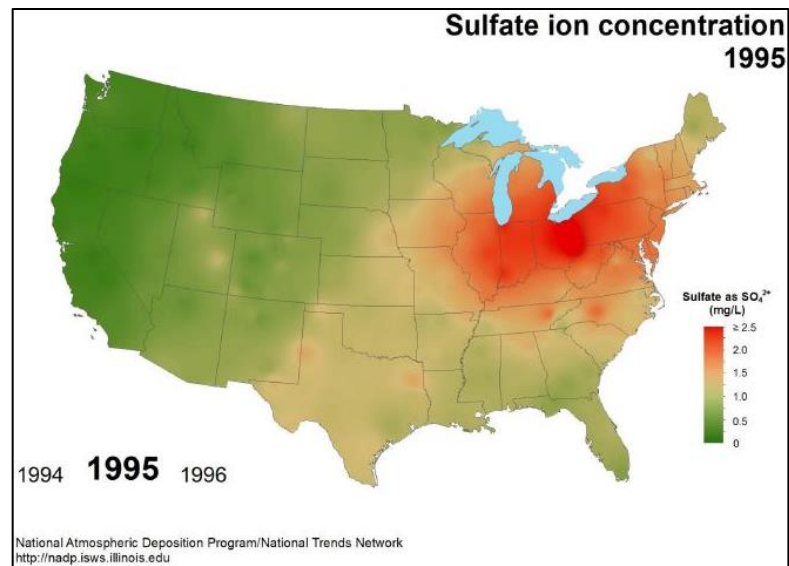 Sulfate ion concentration
1995
Sulfate as SO₄²⁺
(mg/L)
≥ 2.5
2.0
1.5
1.0
0.5
0
1994 1995 1996
National Atmospheric Deposition Program/National Trends Network
http://nadp.isws.illinois.edu